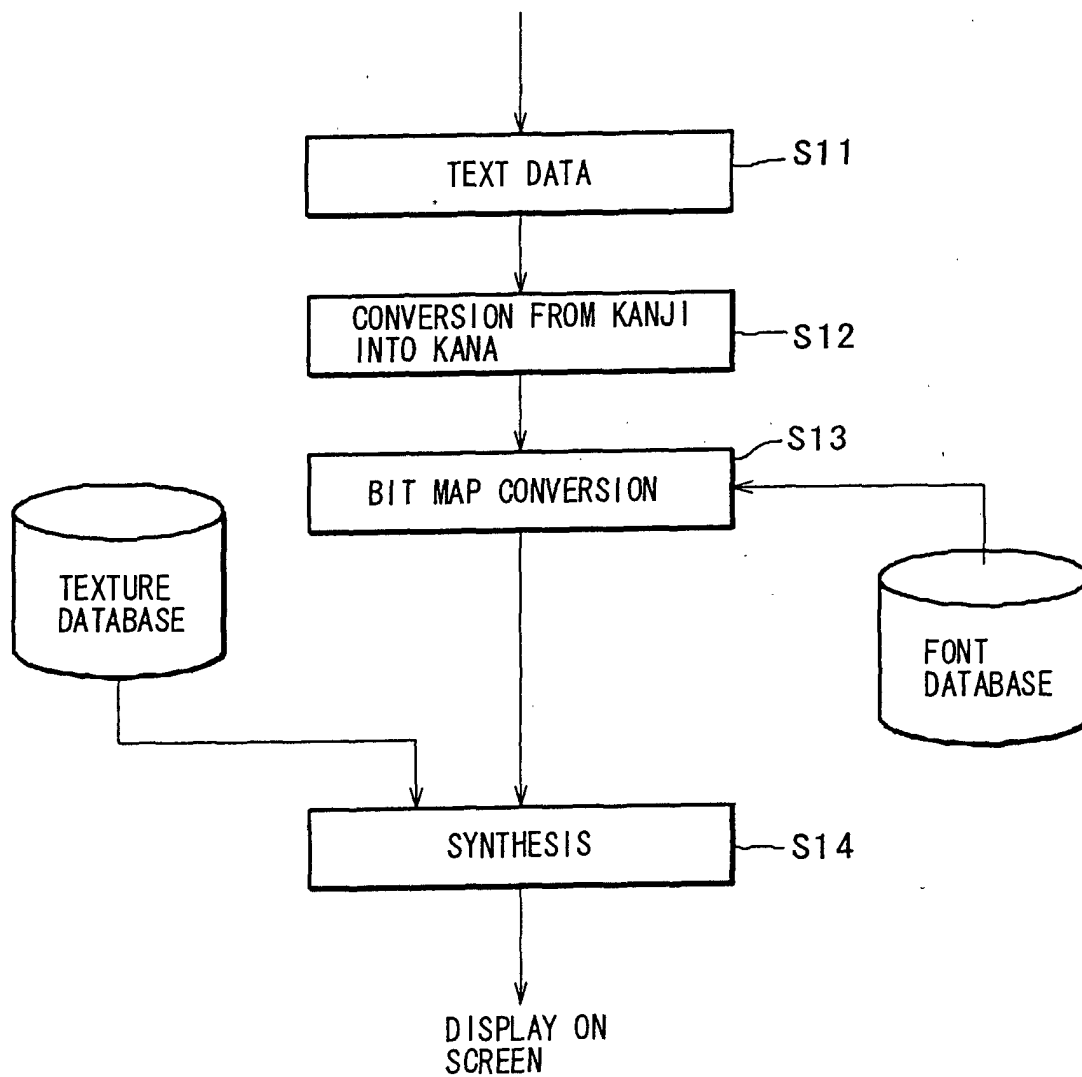 TEXT DATA
S11
CONVERSION FROM KANJI
INTO KANA
S12
S13
BIT MAP CONVERSION
TEXTURE
DATABASE
FONT
DATABASE
SYNTHESIS
S14
DISPLAY ON
SCREEN